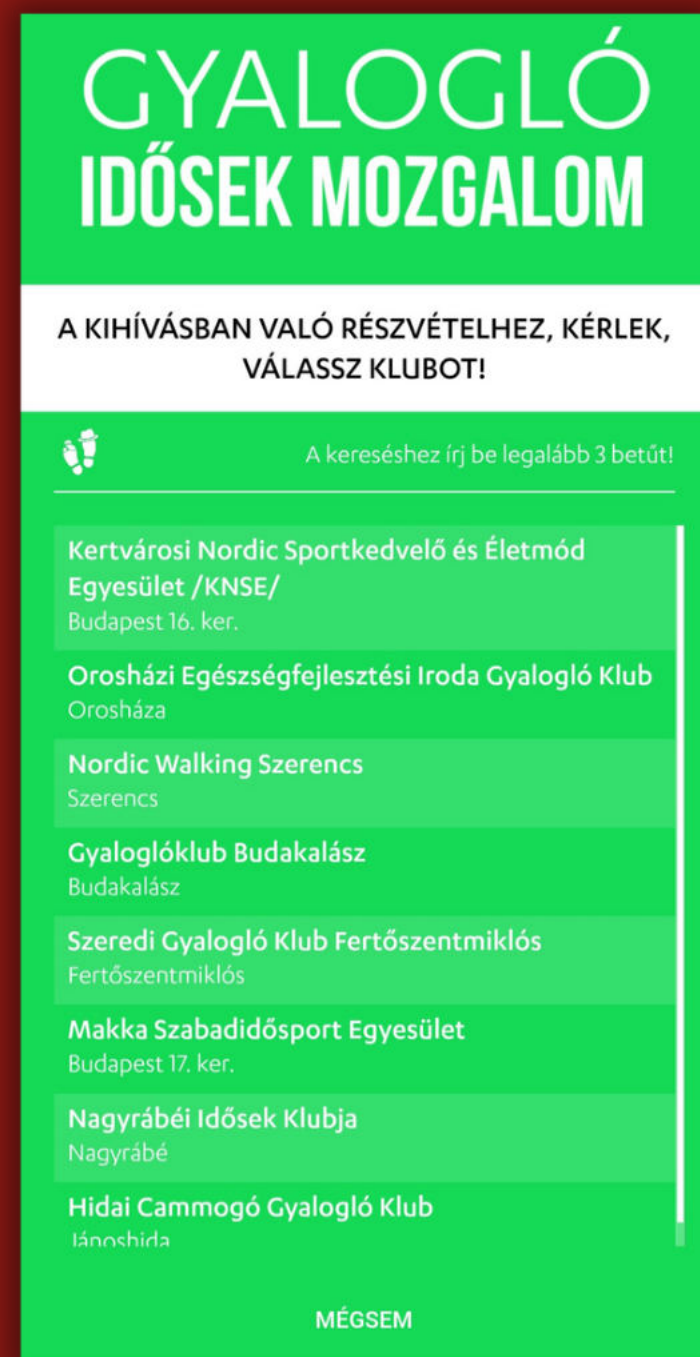 GYALOGLÓ
IDŐSEK MOZGALOM
A KIHÍVÁSBAN VALÓ RÉSZVÉTELHEZ, KÉRLEK,
VÁLASSZ KLUBOT!
A kereséshez írj be legalább 3 betűt!
Kertvárosi Nordic Sportkedvelő és Életmód
Egyesület /KNSE/
Budapest 16. ker.
Orosházi Egészségfejlesztési Iroda Gyalogló Klub
Orosháza
Nordic Walking Szerencs
Szerencs
Gyaloglóklub Budakalász
Budakalász
Szeredi Gyalogló Klub Fertőszentmiklós
Fertőszentmiklós
Makka Szabadidősport Egyesület
Budapest 17. ker.
Nagyrábéi Idősek Klubja
Nagyrábé
Hidai Cammogó Gyalogló Klub
Jánoshida
MÉGSEM